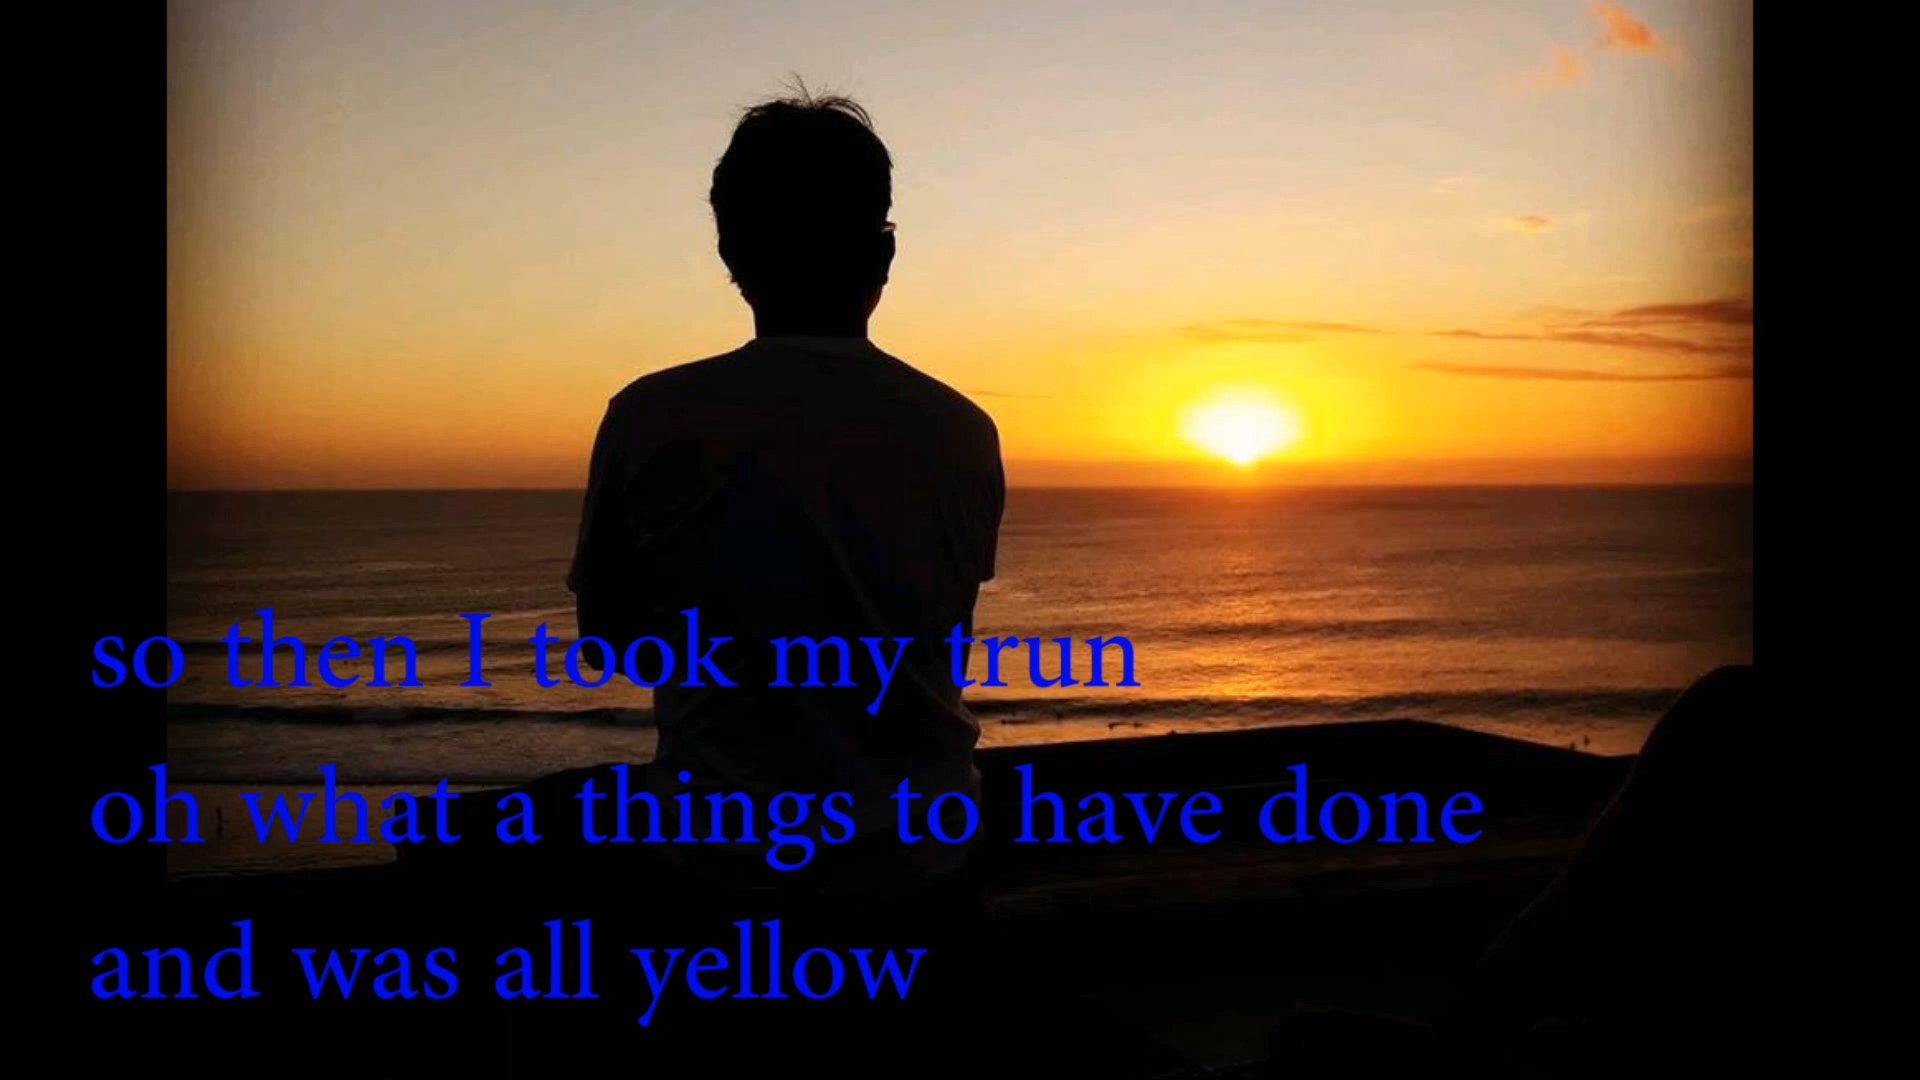 so then I took my trun
oh what a things to have done
and was all yellow